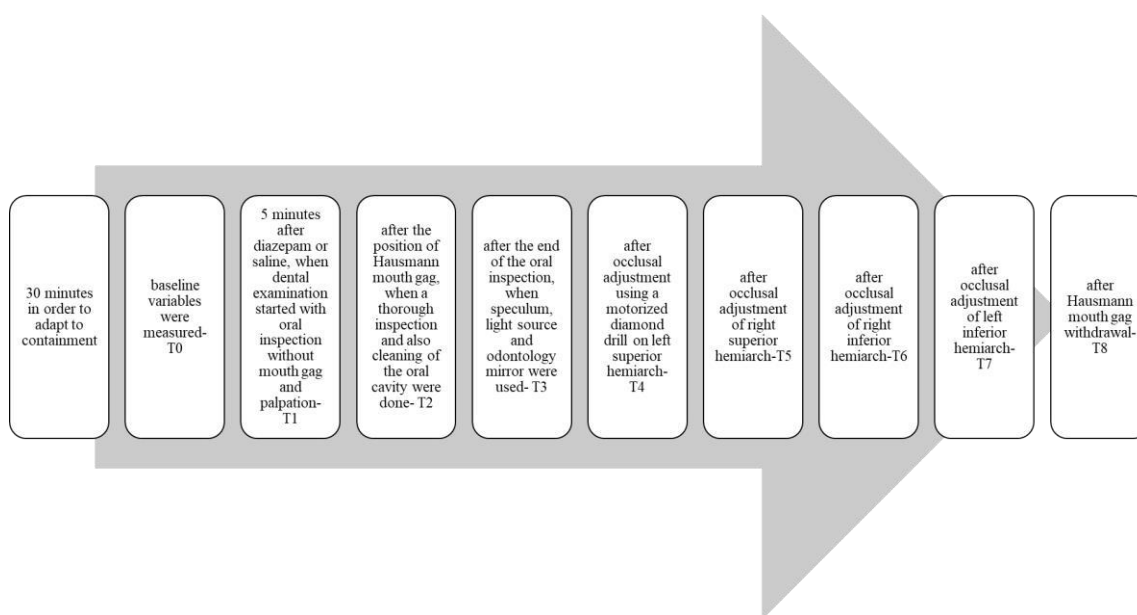 30 minutes
in order to
adapt to
containment
baseline
variables
were
measured-
T0
5 minutes
after
diazepam or
saline, when
dental
examination
started with
oral
inspection
without
mouth gag
and
palpation-
T1
after the
position of
Hausmann
mouth gag,
when a
thorough
inspection
and also
cleaning of
the oral
cavity were
done- T2
after the end
of the oral
inspection,
when
speculum,
light source
and
odontology
mirror were
used- T3
after
occlusal
adjustment
using a
motorized
diamond
drill on left
superior
hemiarch-
T4
after
occlusal
adjustment
of right
superior
hemiarch-T5
after
occlusal
adjustment
of right
inferior
hemiarch-T6
after
occlusal
adjustment
of left
inferior
hemiarch-
T7
after
Hausmann
mouth gag
withdrawal-
T8